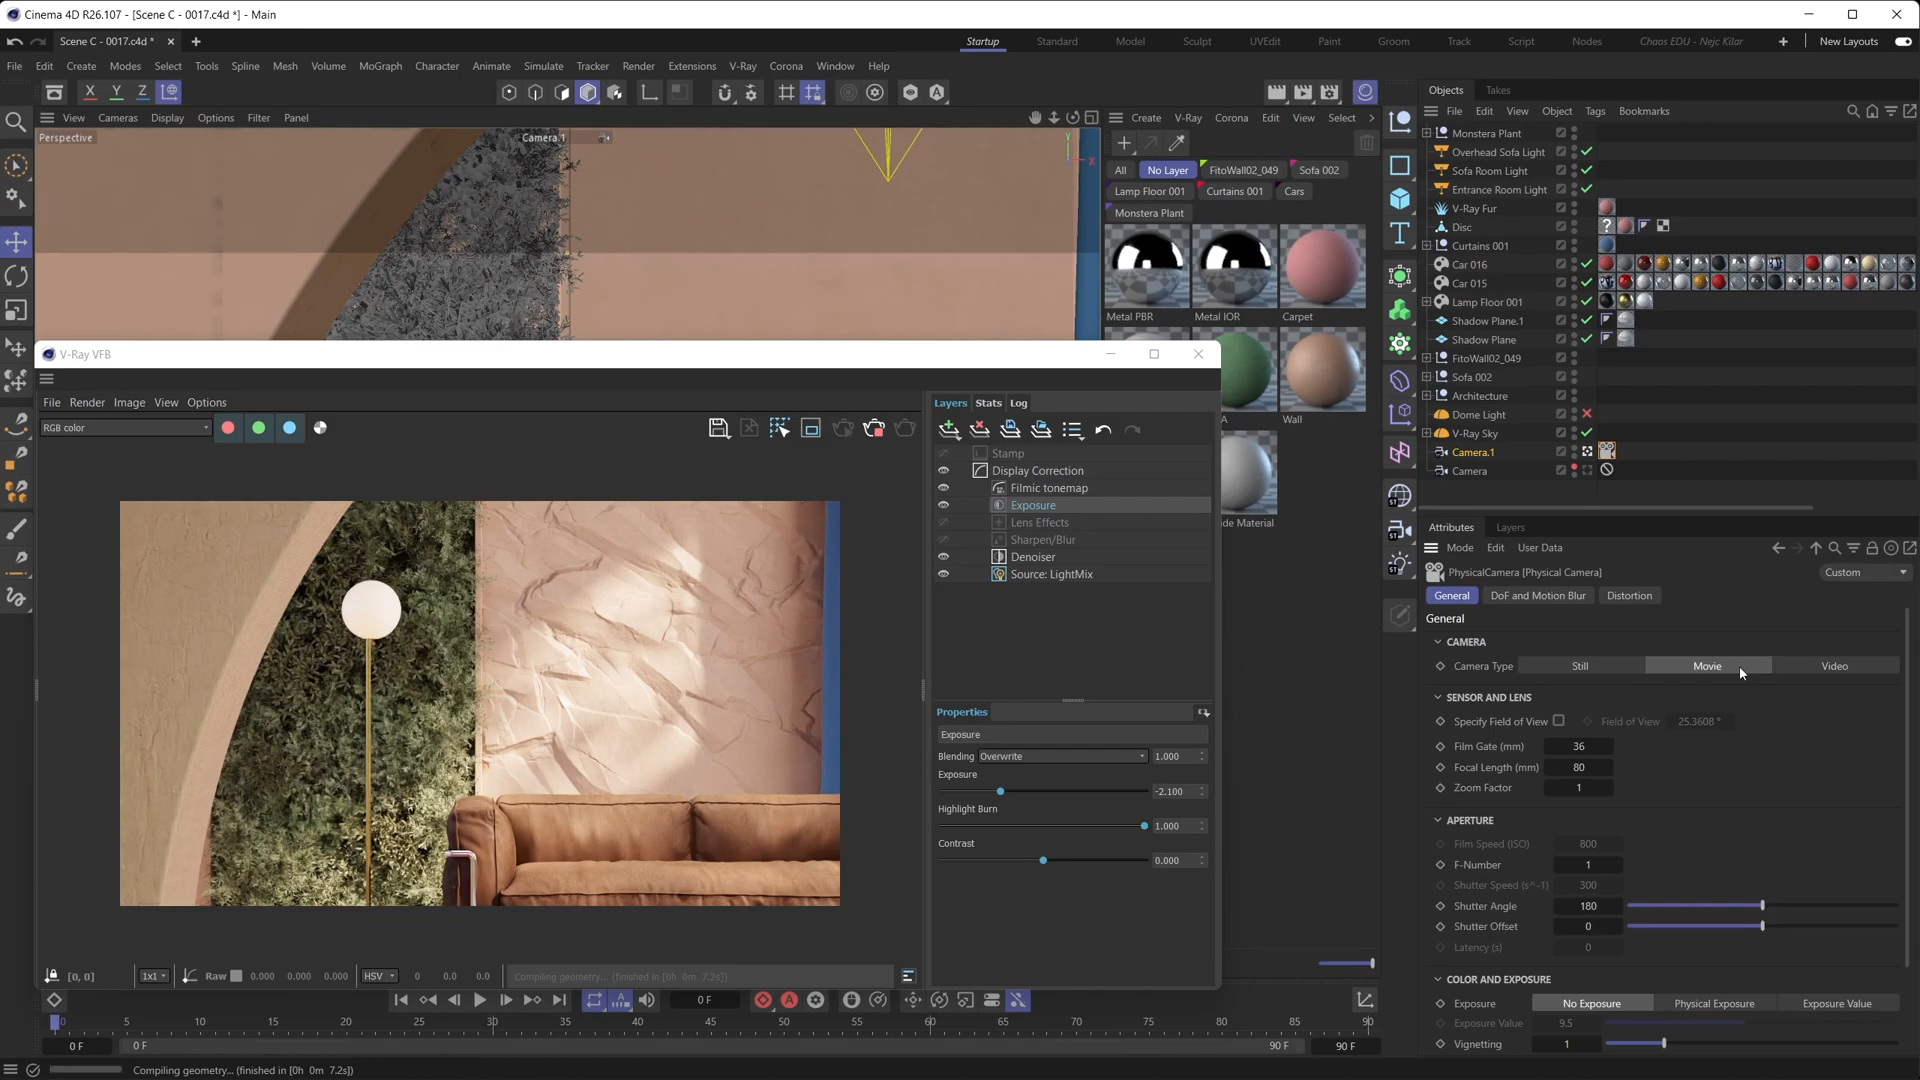 Cinema 4D R26.107 - [Scene C - 0017.c4d *] - Main
Scene C - 0017.c4d *
Startup Standard Model Sculpt UVEdit Paint Groom Track Script Nodes Chaos EDU - Nejc Kilar New Layouts
File Edit Create Modes Select Tools Spline Mesh Volume MoGraph Character Animate Simulate Tracker Render Extensions V-Ray Corona Window Help
X Y Z
View Cameras Display Options Filter Panel
Perspective
Camera.1
Y
X
Create V-Ray Corona Edit View Select
All No Layer FitoWall02_049 Sofa 002
Lamp Floor 001 Curtains 001 Cars
Monstera Plant
Metal PBR Metal IOR Carpet
A Wall
de Material
Objects Takes
File Edit View Object Tags Bookmarks
Monstera Plant
Overhead Sofa Light
Sofa Room Light
Entrance Room Light
V-Ray Fur
Disc
Curtains 001
Car 016
Car 015
Lamp Floor 001
Shadow Plane.1
Shadow Plane
FitoWall02_049
Sofa 002
Architecture
Dome Light
V-Ray Sky
Camera.1
Camera
Attributes Layers
Mode Edit User Data
PhysicalCamera [Physical Camera] Custom
General DoF and Motion Blur Distortion
General
CAMERA
Camera Type Still Movie Video
SENSOR AND LENS
Specify Field of View Field of View 25.3608 °
Film Gate (mm) 36
Focal Length (mm) 80
Zoom Factor 1
APERTURE
Film Speed (ISO) 800
F-Number 1
Shutter Speed (s^-1) 300
Shutter Angle 180
Shutter Offset 0
Latency (s) 0
COLOR AND EXPOSURE
Exposure No Exposure Physical Exposure Exposure Value
Exposure Value 9.5
Vignetting 1
V-Ray VFB
File Render Image View Options
RGB color
Layers Stats Log
Stamp
Display Correction
Filmic tonemap
Exposure
Lens Effects
Sharpen/Blur
Denoiser
Source: LightMix
Properties
Exposure
Blending Overwrite 1.000
Exposure
-2.100
Highlight Burn
1.000
Contrast
0.000
[0, 0] 1x1 Raw 0.000 0.000 0.000 HSV 0 0.0 0.0 Compiling geometry... (finished in [0h 0m 7.2s])
0 F
0 5 10 15 20 25 30 35 40 45 50 55 60 65 70 75 80 85 90
0 F 0 F 90 F 90 F
Compiling geometry... (finished in [0h 0m 7.2s])